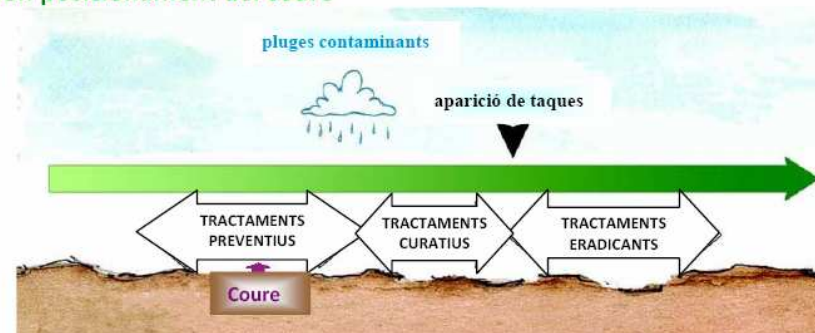 pluges contaminants
aparició de taques
TRACTAMENTS
PREVENTIUS
TRACTAMENTS
CURATIUS
TRACTAMENTS
ERADICANTS
Coure